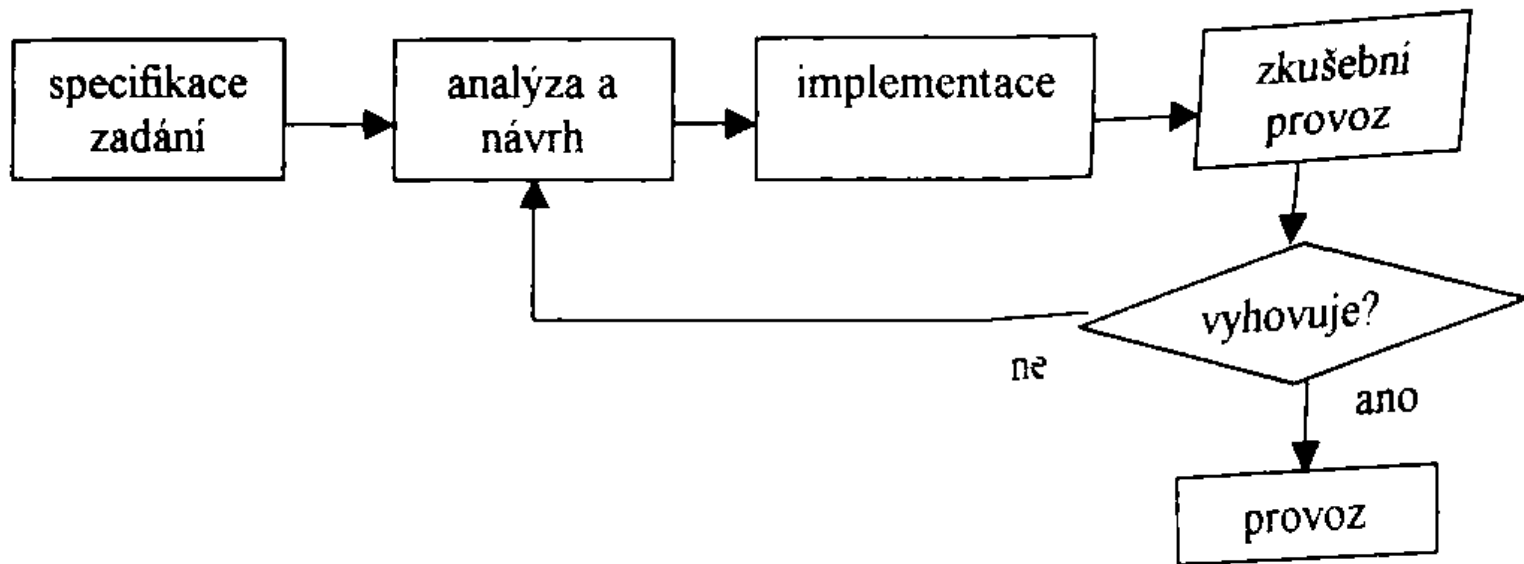 specifikace
zadání
analýza a
návrh
implementace
zkušební
provoz
vyhovuje?
ne
ano
provoz